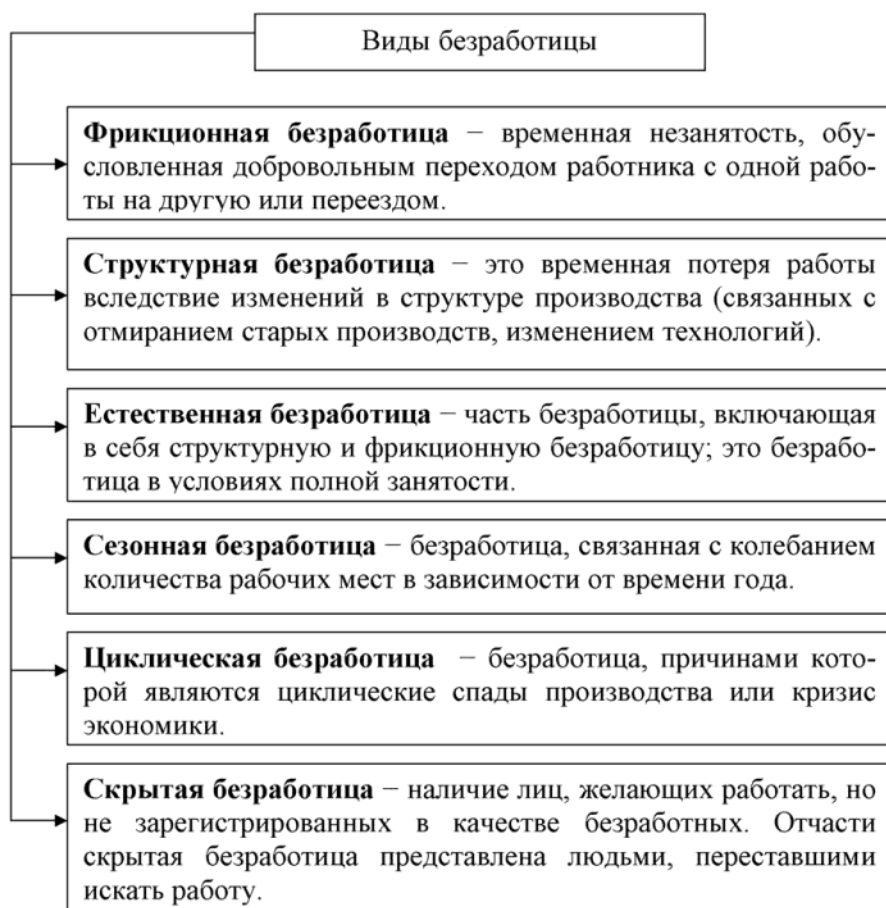 Виды безработицы
Фрикционная безработица − временная незанятость, обу-
словленная добровольным переходом работника с одной рабо-
ты на другую или переездом.
Структурная безработица − это временная потеря работы
вследствие изменений в структуре производства (связанных с
отмиранием старых производств, изменением технологий).
Естественная безработица − часть безработицы, включающая
в себя структурную и фрикционную безработицу; это безрабо-
тица в условиях полной занятости.
Сезонная безработица − безработица, связанная с колебанием
количества рабочих мест в зависимости от времени года.
Циклическая безработица − безработица, причинами кото-
рой являются циклические спады производства или кризис
экономики.
Скрытая безработица − наличие лиц, желающих работать, но
не зарегистрированных в качестве безработных. Отчасти
скрытая безработица представлена людьми, переставшими
искать работу.